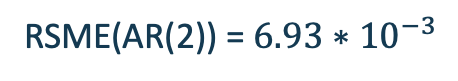 RSME(AR(2)) = 6.93 * 10⁻³